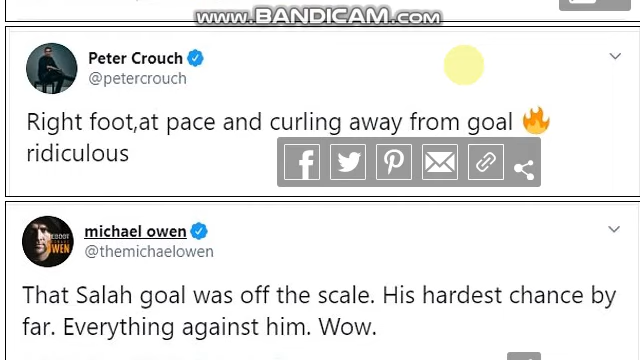 www.BANDICAM.com
Peter Crouch
@petercrouch
Right foot,at pace and curling away from goal 🔥
ridiculous
michael owen
@themichaelowen
That Salah goal was off the scale. His hardest chance by
far. Everything against him. Wow.